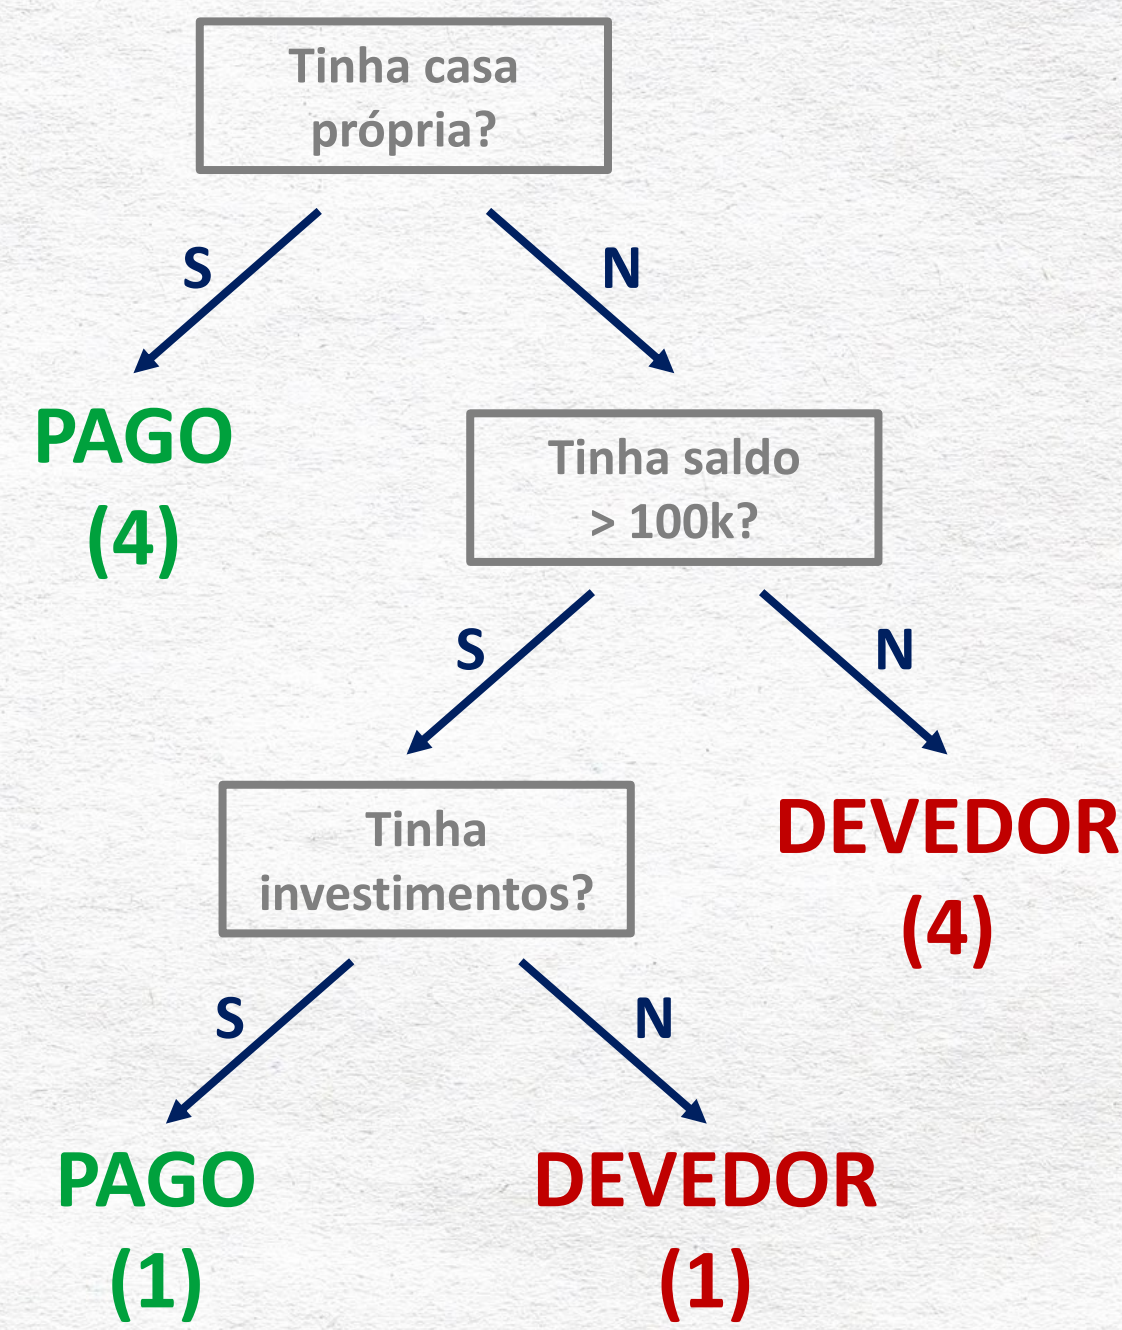 Tinha casa
própria?
S
N
PAGO
(4)
Tinha saldo
> 100k?
S
N
Tinha
investimentos?
DEVEDOR
(4)
S
N
PAGO
(1)
DEVEDOR
(1)